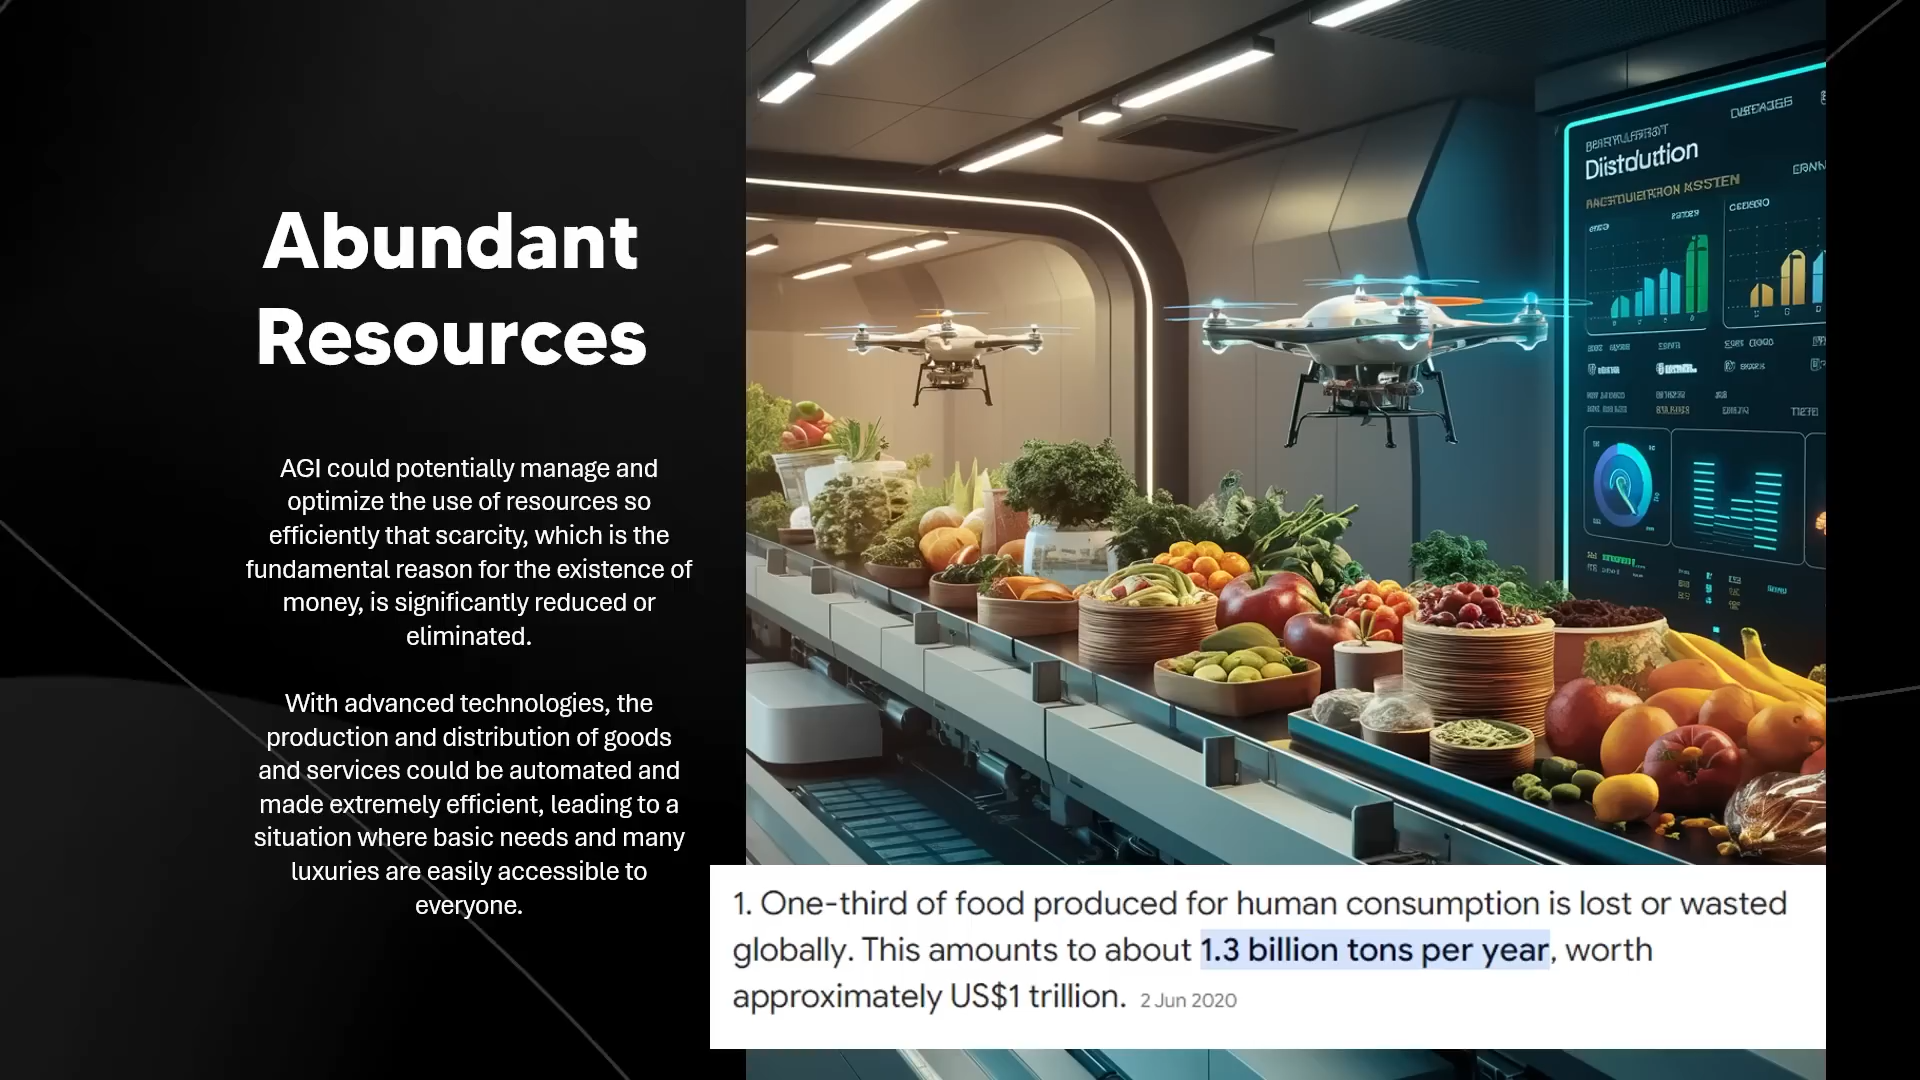 Abundant
Resources
AGI could potentially manage and
optimize the use of resources so
efficiently that scarcity, which is the
fundamental reason for the existence of
money, is significantly reduced or
eliminated.
With advanced technologies, the
production and distribution of goods
and services could be automated and
made extremely efficient, leading to a
situation where basic needs and many
luxuries are easily accessible to
everyone.
Diistdution
1. One-third of food produced for human consumption is lost or wasted
globally. This amounts to about 1.3 billion tons per year, worth
approximately US$1 trillion. 2 Jun 2020